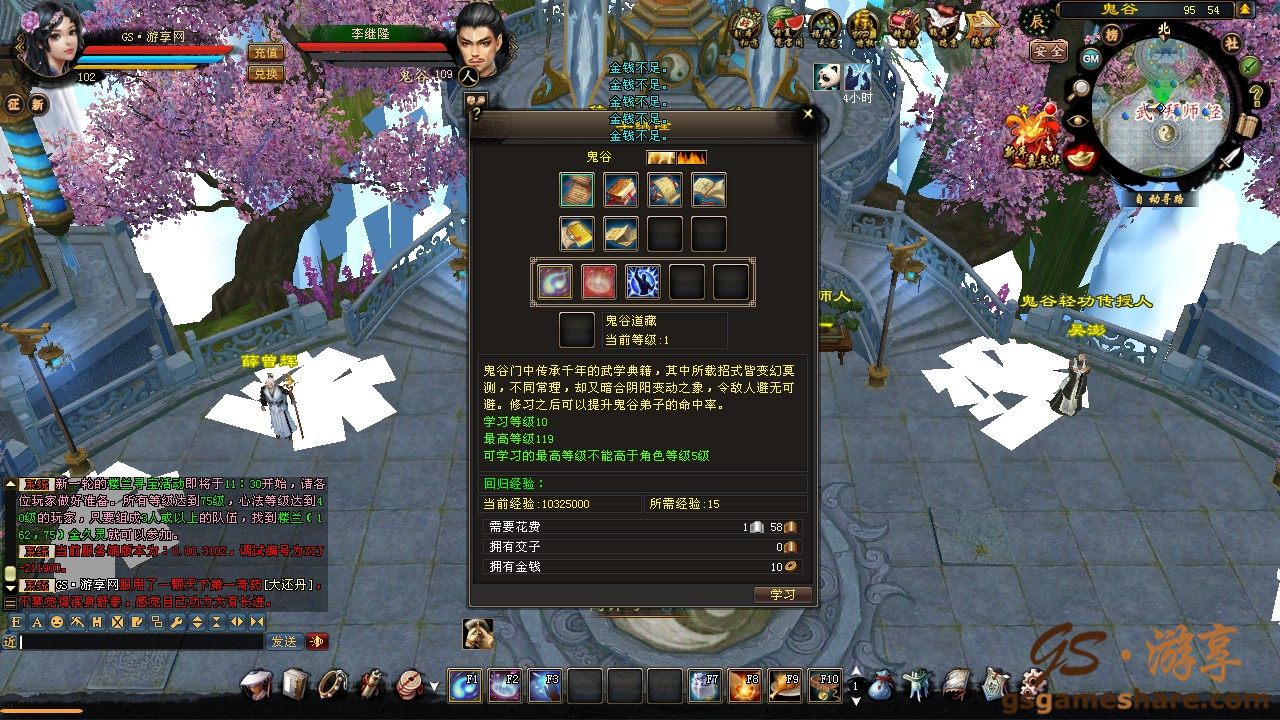 GS·游享网
102
充值
兑换
征 新
李继隆
鬼谷 109
人
金钱不足。
金钱不足。
金钱不足。
金钱不足。
金钱不足。
4小时
辰
鬼谷 95 54
安全
榜
北
社
GM
自动寻路
?
鬼谷
鬼谷道藏
当前等级:1
鬼谷门中传承千年的武学典籍，其中所载招式皆变幻莫
测，不同常理，却又暗合阴阳变动之象，令敌人避无可
避。修习之后可以提升鬼谷弟子的命中率。
学习等级10
最高等级119
可学习的最高等级不能高于角色等级5级
回归经验：
当前经验:10325000 所需经验:15
需要花费 1 58
拥有交子 0
拥有金钱 10
学习
薛曾辉
师人
鬼谷轻功传授人
吴澎
系统 新一轮的楼兰寻宝活动即将于11：30开始，请各
位玩家做好准备。所有等级达到75级，心法等级达到4
0级的玩家，只要组成3人或以上的队伍，找到楼兰（1
62，75）金久灵就可以参加。
系统 当前服务端版本为：0.00.3102，调试编号为XYJ
-211900。
系统 GS·游享网服用了一颗天下第一奇药[大还丹]，
不禁觉得浑身舒泰，感觉自己功力大有长进。
近
发送
F1 F2 F3 F7 F8 F9 F10
1
GS·游享
gsgameshare.com